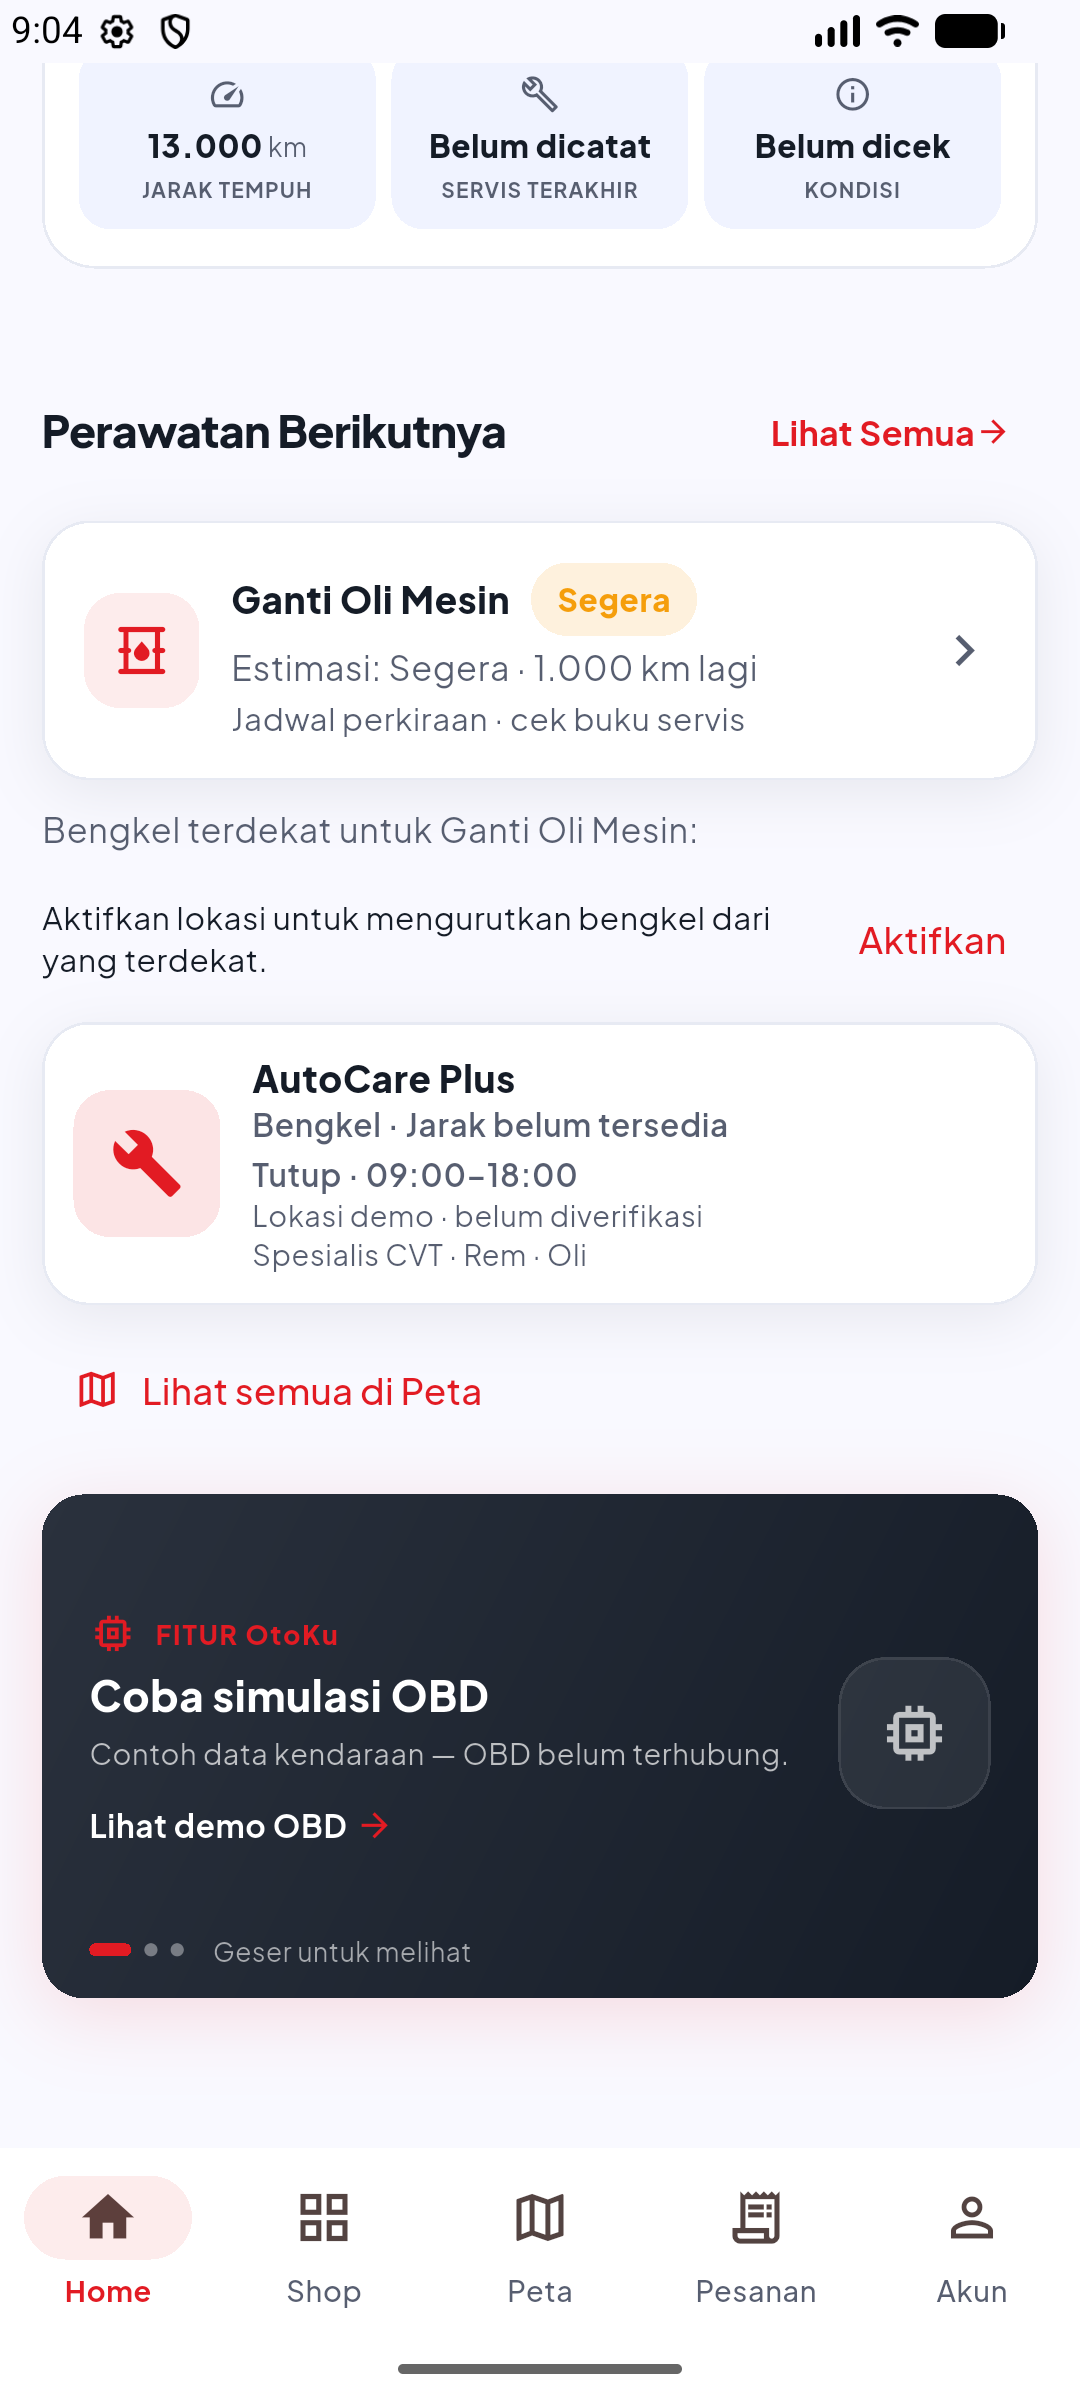 9:04
13.000 km
JARAK TEMPUH
Belum dicatat
SERVIS TERAKHIR
Belum dicek
KONDISI
Perawatan Berikutnya
Lihat Semua →
Ganti Oli Mesin
Segera
Estimasi: Segera · 1.000 km lagi
Jadwal perkiraan · cek buku servis
Bengkel terdekat untuk Ganti Oli Mesin:
Aktifkan lokasi untuk mengurutkan bengkel dari
yang terdekat.
Aktifkan
AutoCare Plus
Bengkel · Jarak belum tersedia
Tutup · 09:00–18:00
Lokasi demo · belum diverifikasi
Spesialis CVT · Rem · Oli
Lihat semua di Peta
FITUR OtoKu
Coba simulasi OBD
Contoh data kendaraan — OBD belum terhubung.
Lihat demo OBD →
Geser untuk melihat
Home
Shop
Peta
Pesanan
Akun